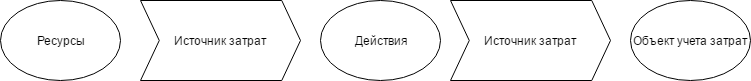 Ресурсы
Источник затрат
Действия
Источник затрат
Объект учета затрат